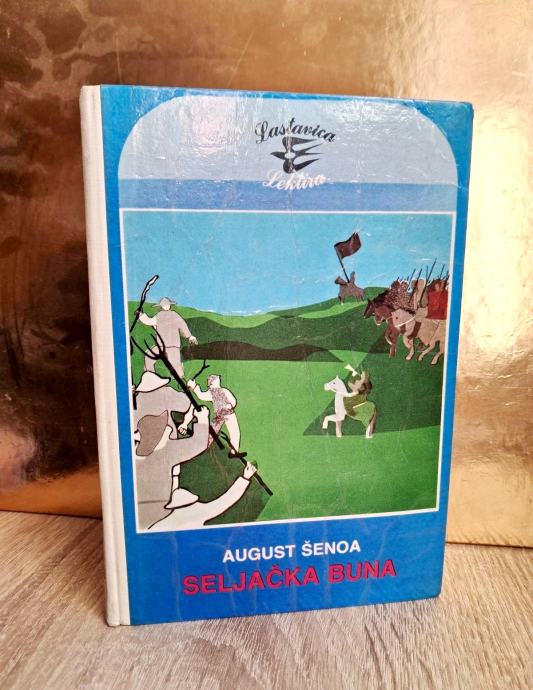 Lastavica
Lektira
AUGUST ŠENOA
SELJAČKA BUNA